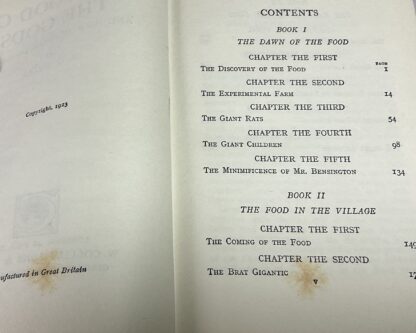 Copyright, 1923
Manufactured in Great Britain
CONTENTS
BOOK I
THE DAWN OF THE FOOD
CHAPTER THE FIRST
PAGE
The Discovery of the Food 1
CHAPTER THE SECOND
The Experimental Farm 14
CHAPTER THE THIRD
The Giant Rats 54
CHAPTER THE FOURTH
The Giant Children 98
CHAPTER THE FIFTH
The Minimificence of Mr. Bensington 134
BOOK II
THE FOOD IN THE VILLAGE
CHAPTER THE FIRST
The Coming of the Food 149
CHAPTER THE SECOND
The Brat Gigantic
v